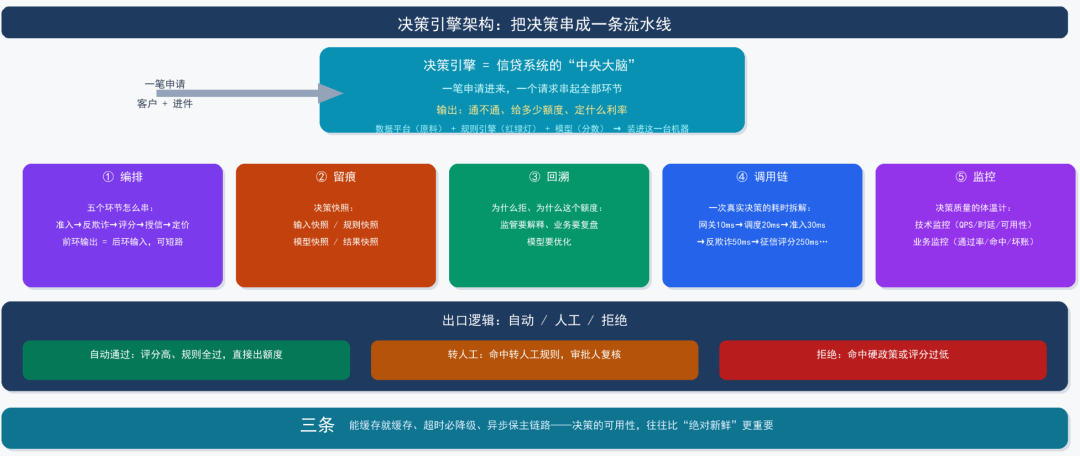 决策引擎架构：把决策串成一条流水线
决策引擎 = 信贷系统的“中央大脑”
一笔申请进来，一个请求串起全部环节
输出：通不通、给多少额度、定什么利率
数据平台（原料）+ 规则引擎（红绿灯）+ 模型（分数）→ 装进这一台机器
一笔申请
客户 + 进件
① 编排
五个环节怎么串：
准入→反欺诈→评分→授信→定价
前环输出 = 后环输入，可短路
② 留痕
决策快照：
输入快照 / 规则快照
模型快照 / 结果快照
③ 回溯
为什么拒、为什么这个额度：
监管要解释、业务要复盘
模型要优化
④ 调用链
一次真实决策的耗时拆解：
网关10ms→调度20ms→准入30ms
→反欺诈50ms→征信评分250ms…
⑤ 监控
决策质量的体温计：
技术监控（QPS/时延/可用性）
业务监控（通过率/命中/坏账）
出口逻辑：自动 / 人工 / 拒绝
自动通过：评分高、规则全过，直接出额度
转人工：命中转人工规则，审批人复核
拒绝：命中硬政策或评分过低
三条 能缓存就缓存、超时必降级、异步保主链路——决策的可用性，往往比“绝对新鲜”更重要